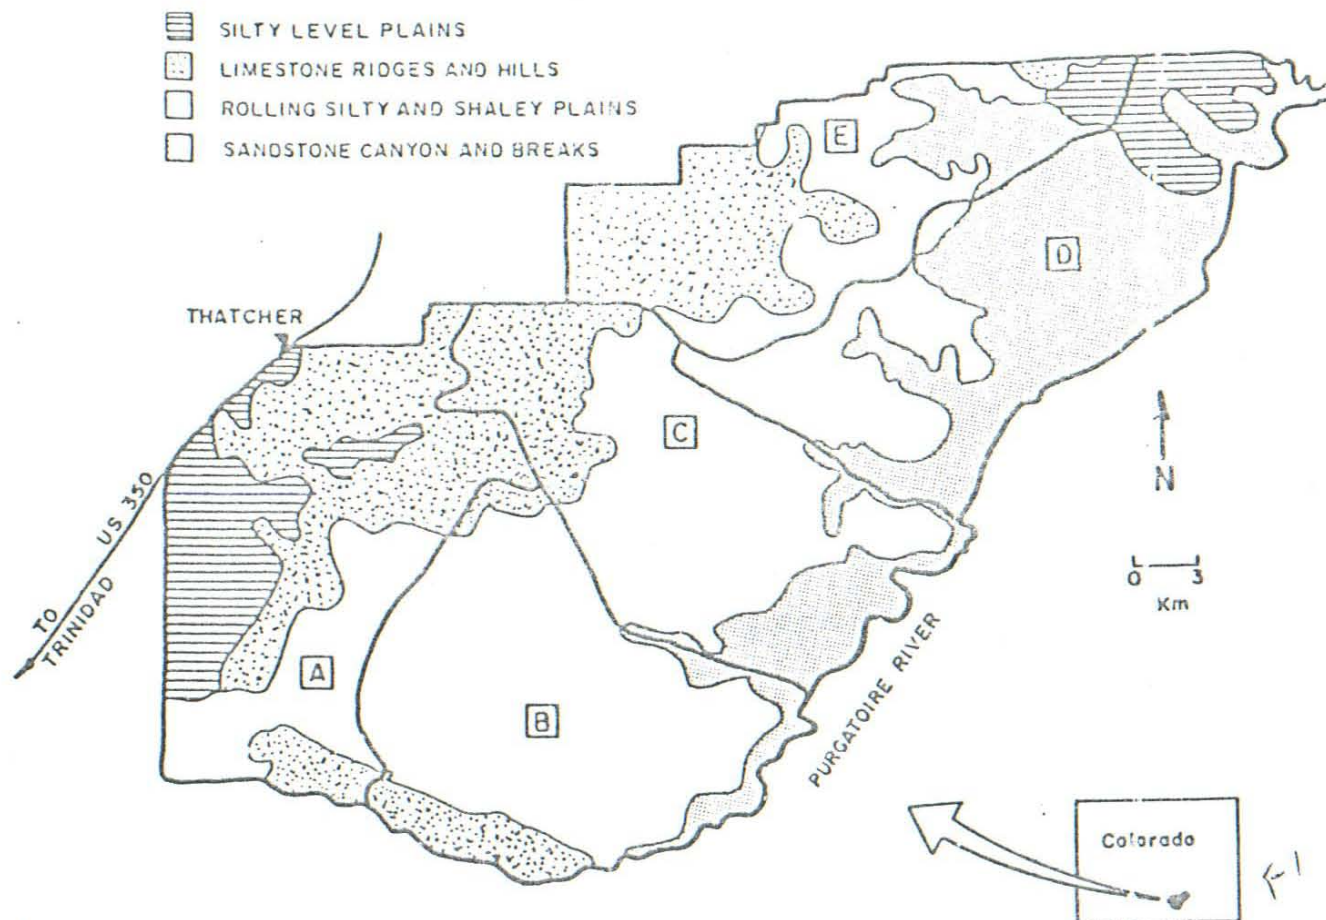 SILTY LEVEL PLAINS
LIMESTONE RIDGES AND HILLS
ROLLING SILTY AND SHALEY PLAINS
SANDSTONE CANYON AND BREAKS
E
D
THATCHER
C
N
TO TRINIDAD
US 350
0 3
Km
A
B
PURGATOIRE RIVER
Colorado